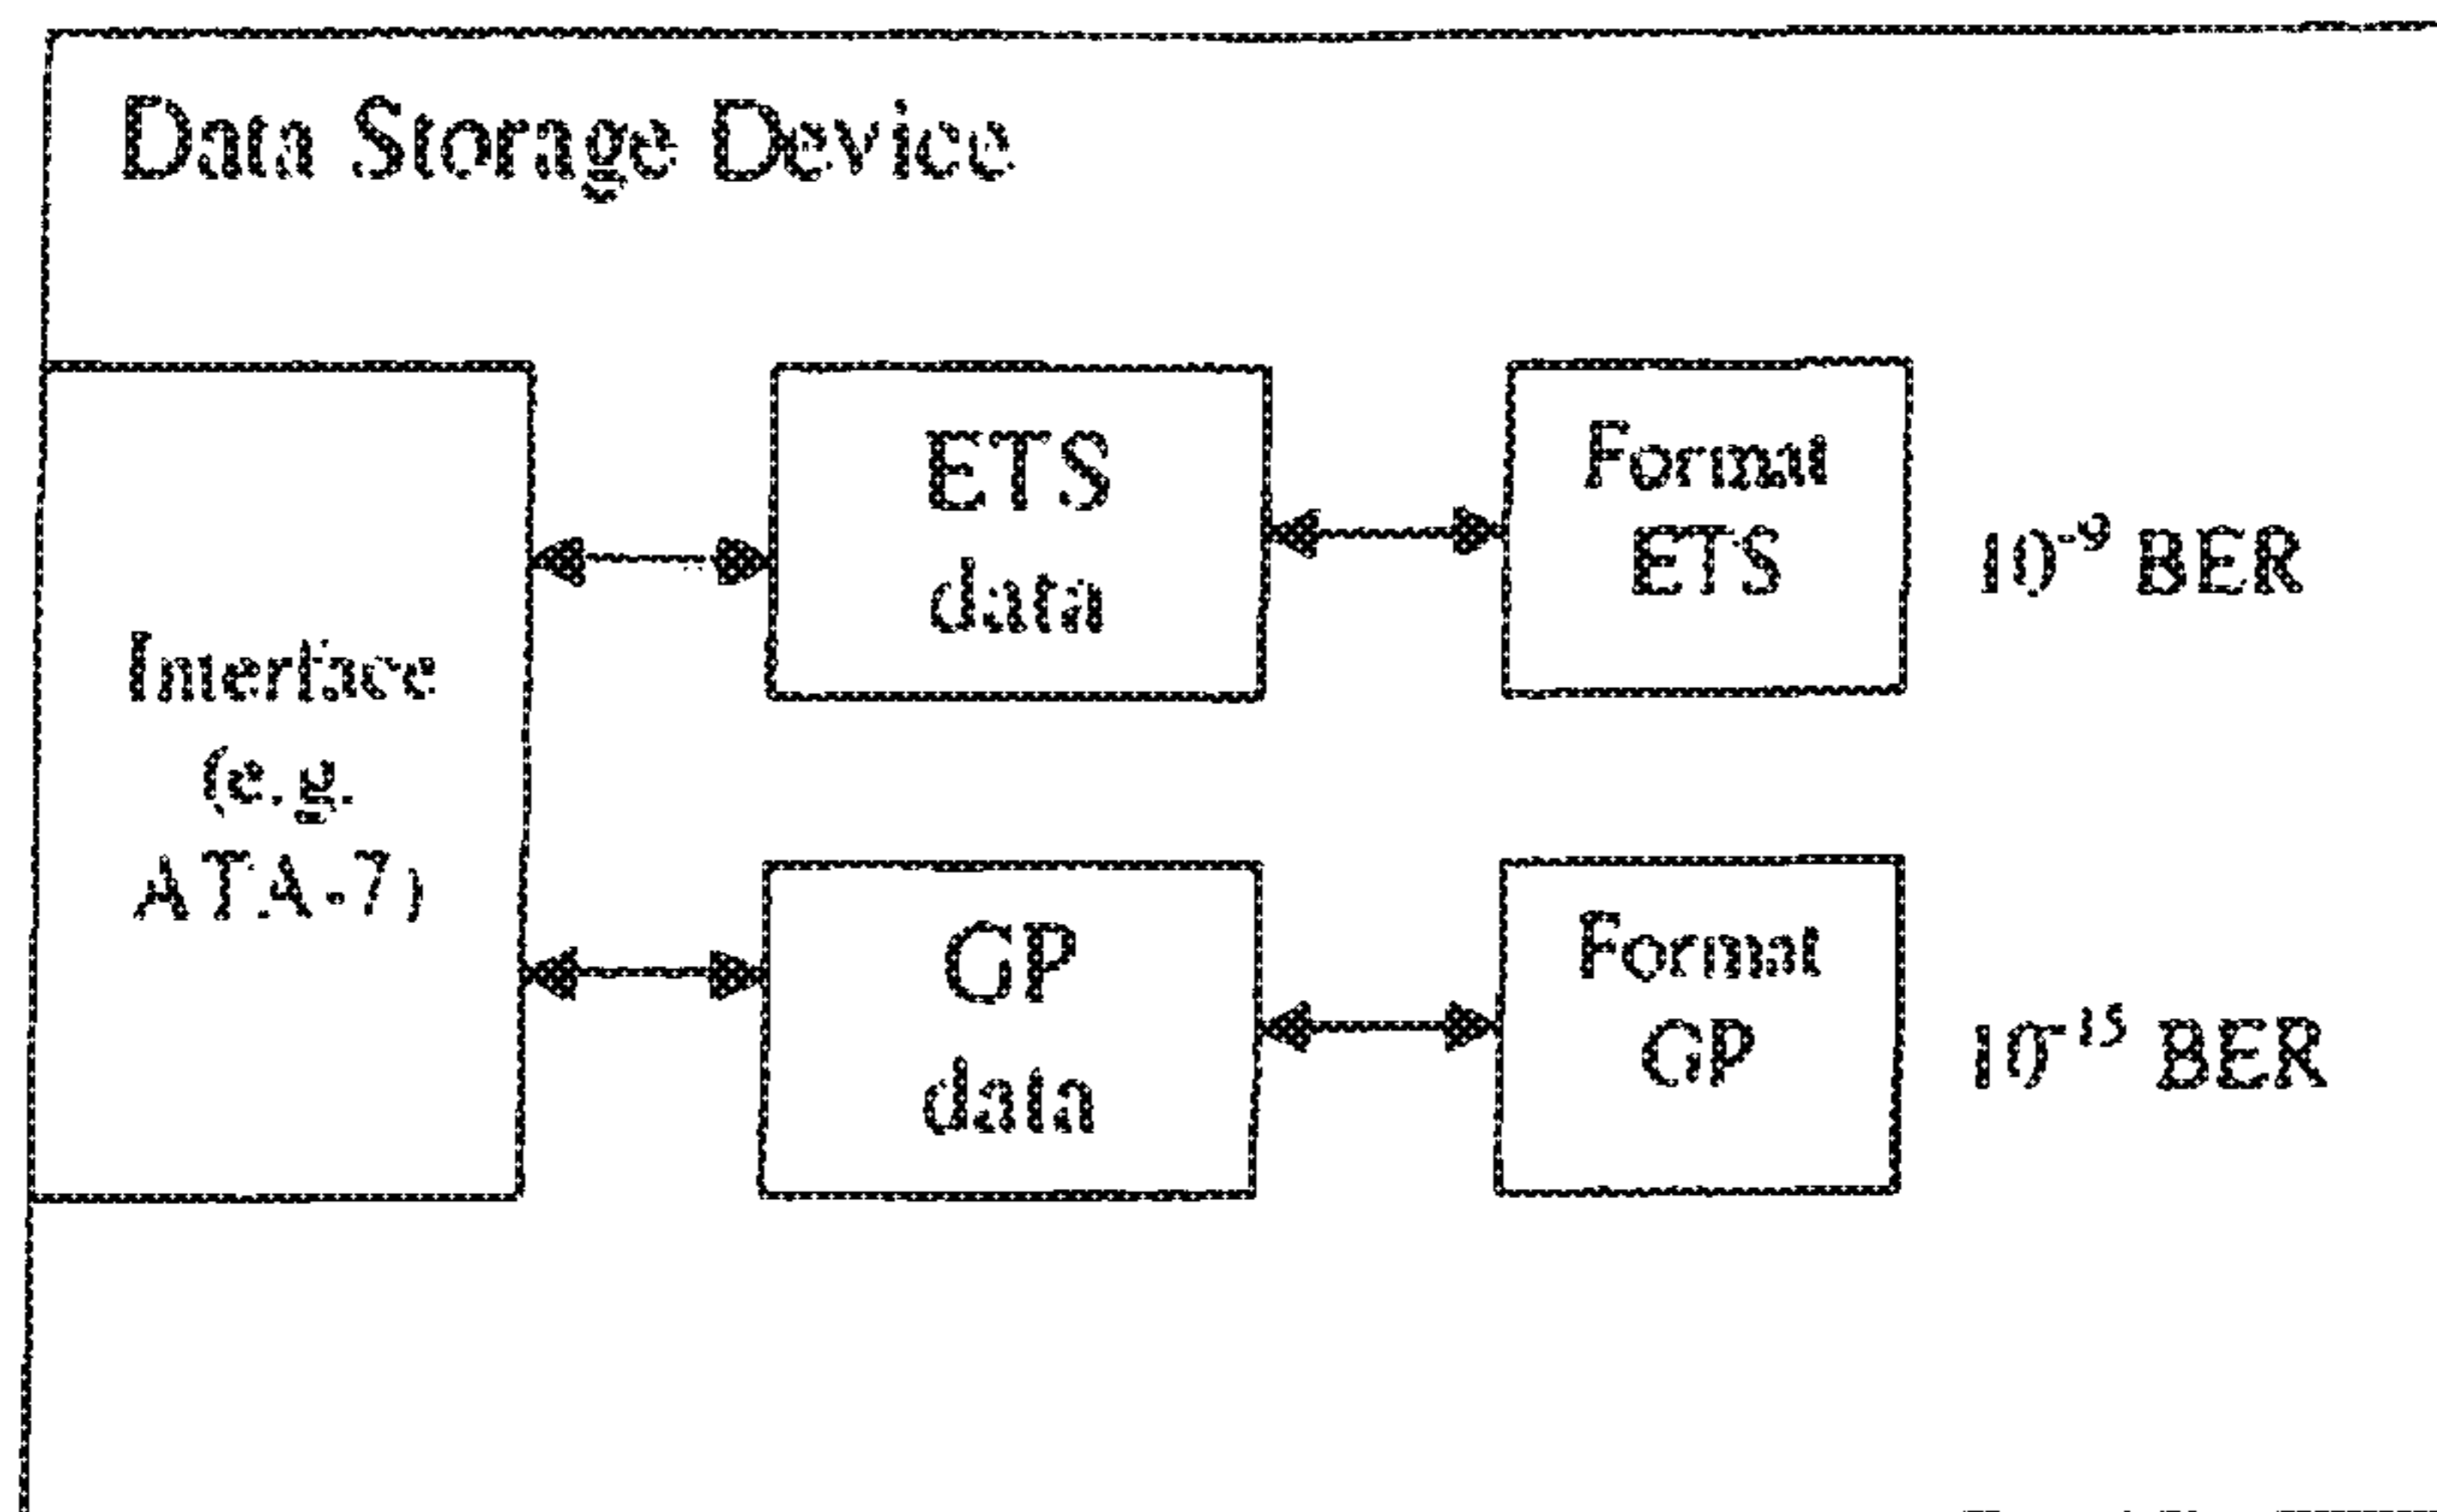 Data Storage Device
Interface
(e.g.
ATA-7)
ETS
data
Format
ETS
10⁻⁹ BER
GP
data
Format
GP
10⁻¹⁵ BER